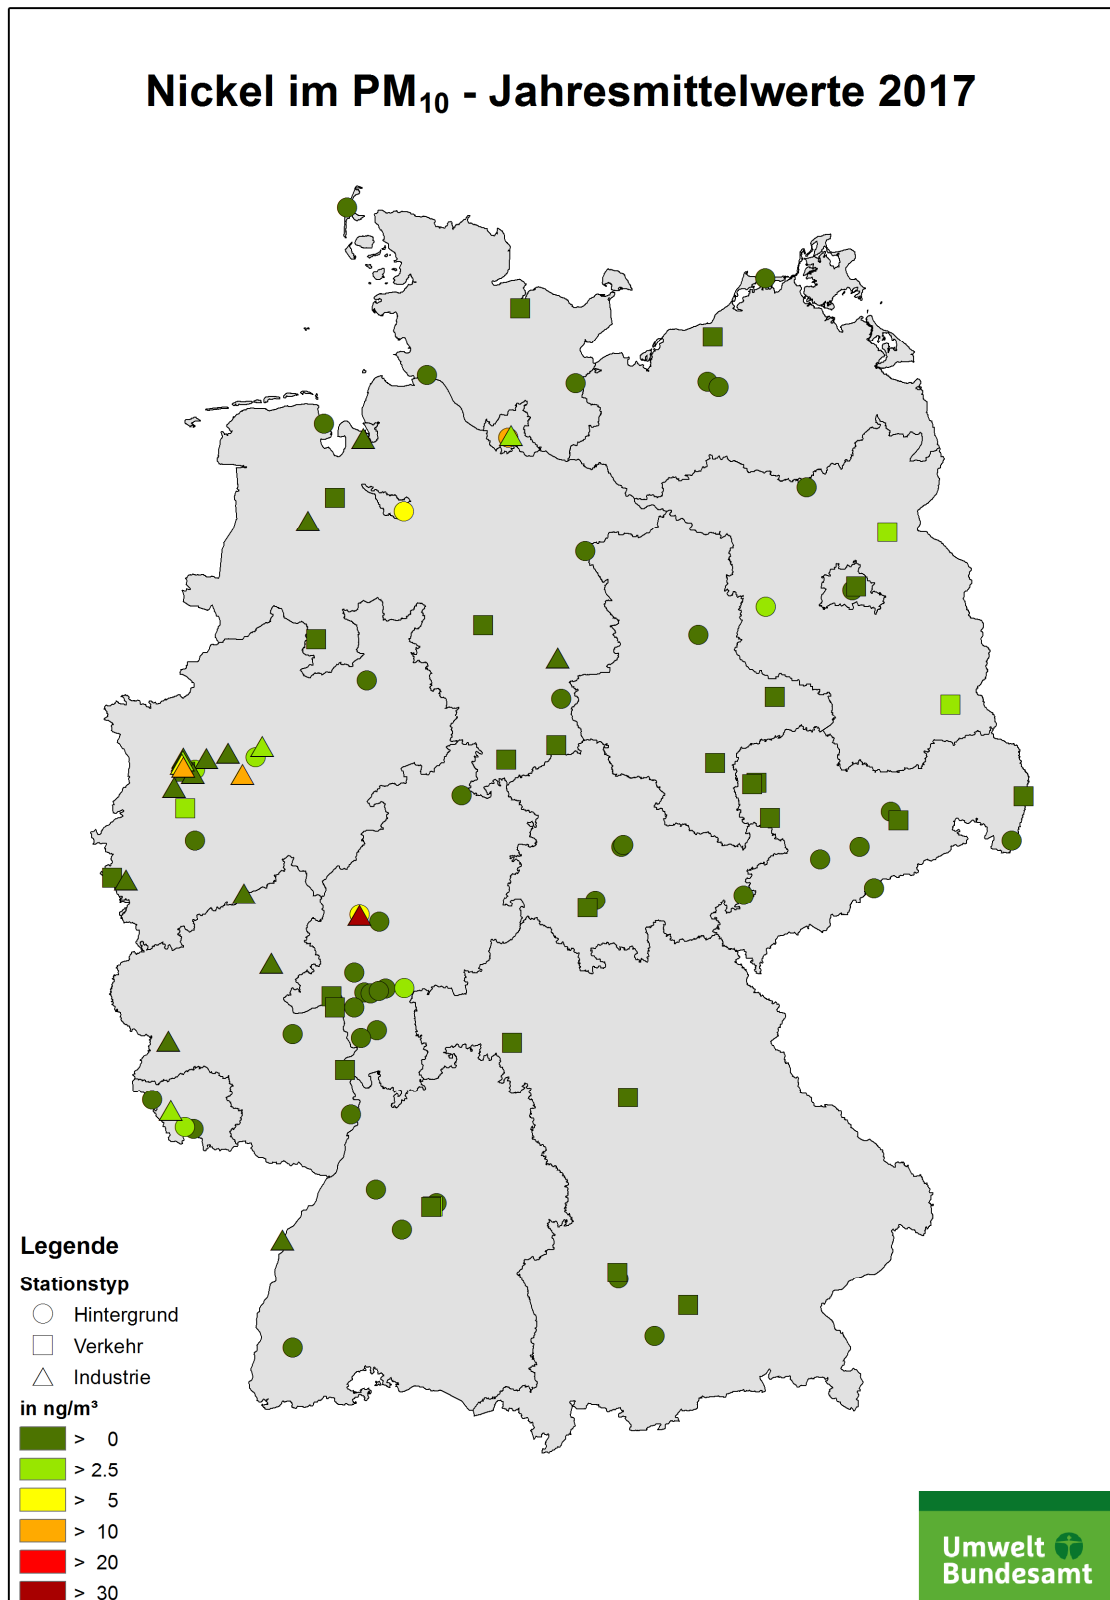 Nickel im PM₁₀ - Jahresmittelwerte 2017
Legende
Stationstyp
Hintergrund
Verkehr
Industrie
in ng/m³
> 0
> 2.5
> 5
> 10
> 20
> 30
Umwelt
Bundesamt